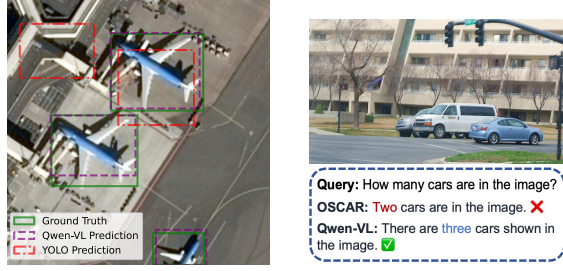 Ground Truth
Qwen-VL Prediction
YOLO Prediction
Query: How many cars are in the image?
OSCAR: Two cars are in the image. ❌
Qwen-VL: There are three cars shown in
the image. ✅